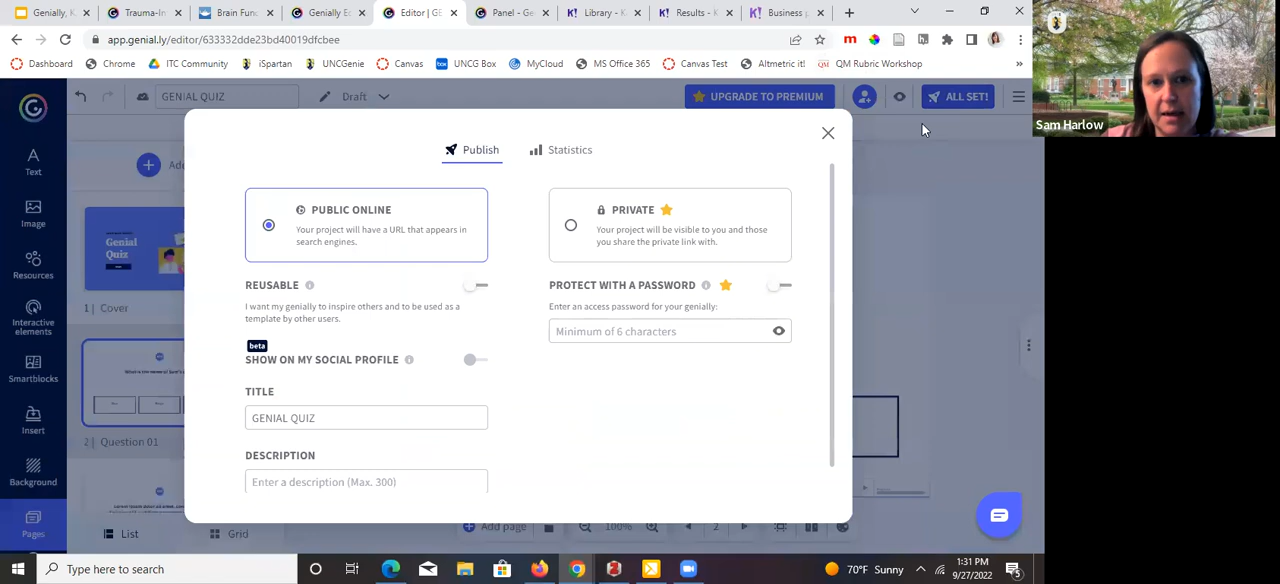 Trauma-In
Brain Fun
Genially E
Editor | GE
Panel - Ge
Library - K
Results - K
Business p
app.genial.ly/editor/633332dde23bd40019dfcbee
Dashboard
Chrome
ITC Community
iSpartan
UNCGenie
Canvas
UNCG Box
MyCloud
MS Office 365
Canvas Test
Altmetric it!
QM Rubric Workshop
Sam Harlow
GENIAL QUIZ
Draft
UPGRADE TO PREMIUM
ALL SET!
Publish
Statistics
Text
Image
Resources
Interactive
elements
Smartblocks
Insert
Pages
Genial
Quiz
1 | Cover
2 | Question 01
PUBLIC ONLINE
Your project will have a URL that appears in
search engines.
PRIVATE
Your project will be visible to you and those
you share the private link with.
REUSABLE
I want my genially to inspire others and to be used as a
template by other users.
PROTECT WITH A PASSWORD
Enter an access password for your genially:
Minimum of 6 characters
beta
SHOW ON MY SOCIAL PROFILE
TITLE
GENIAL QUIZ
DESCRIPTION
Enter a description (Max. 300)
List
Grid
Add page
100%
2
Type here to search
70°F Sunny
1:31 PM
9/27/2022
5